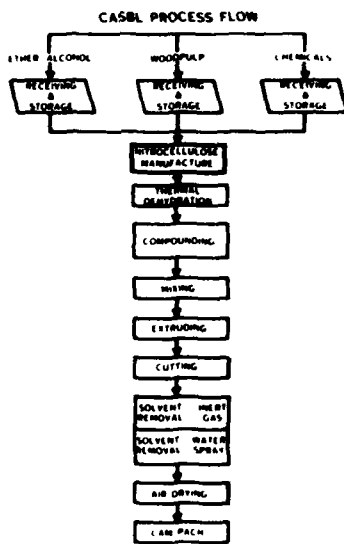 CASBL PROCESS FLOW
ETHER ALCOHOL WOODPULP CHEMICALS
RECEIVING RECEIVING RECEIVING
& & &
STORAGE STORAGE STORAGE
NITROCELLULOSE
MANUFACTURE
THERMAL
DEHYDRATION
COMPOUNDING
MIXING
EXTRUDING
CUTTING
SOLVENT INERT
REMOVAL GAS
SOLVENT WATER
REMOVAL SPRAY
AIR DRYING
CAN PACK